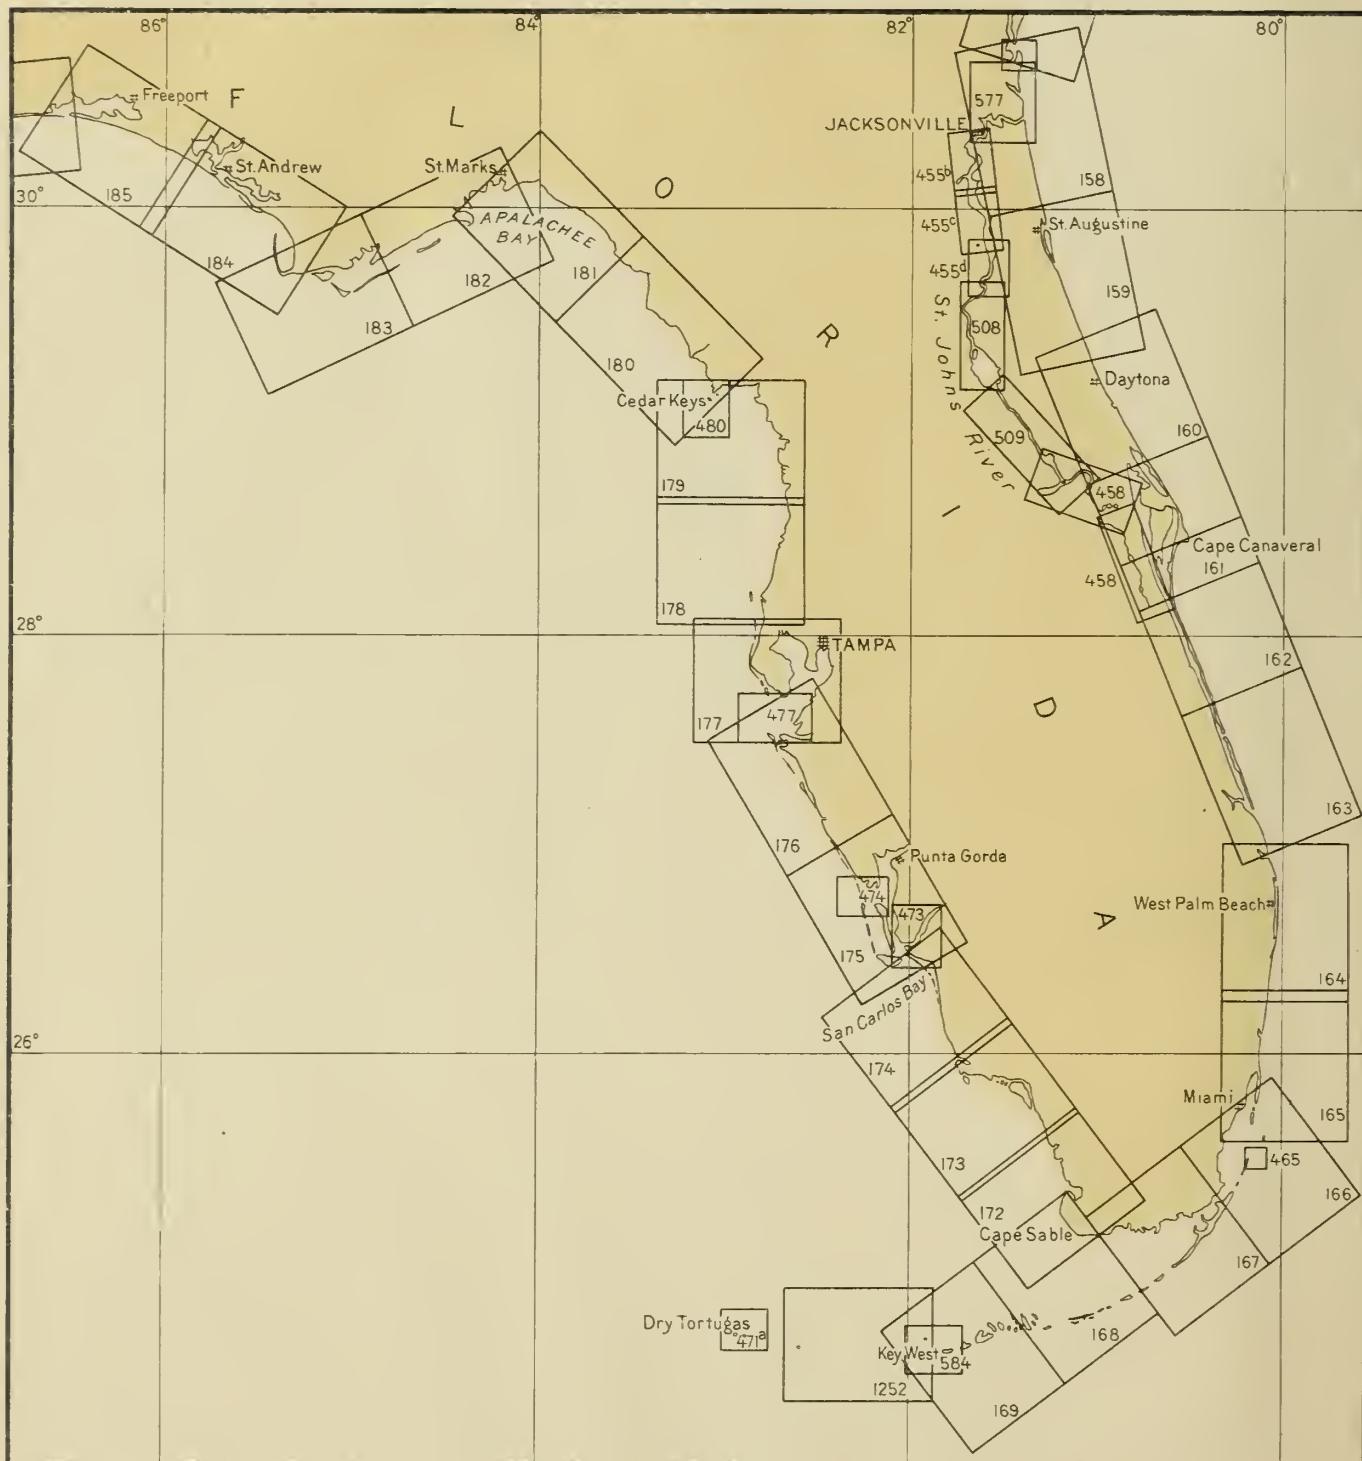 86°
84°
82°
80°
Freeport
F
L
O
R
I
D
A
577
JACKSONVILLE
St. Andrew
St. Marks
185
30°
455b
158
APALACHEE
BAY
455c
St. Augustine
184
181
182
455d
159
183
180
508
St. Johns
River
Daytona
Cedar Keys
480
509
160
179
458
Cape Canaveral
161
458
178
28°
TAMPA
162
177
477
176
163
Punta Gorda
474
473
West Palm Beach
175
San Carlos Bay
164
26°
174
Miami
165
173
465
166
172
Cape Sable
167
Dry Tortugas
471a
168
Key West
584
1252
169